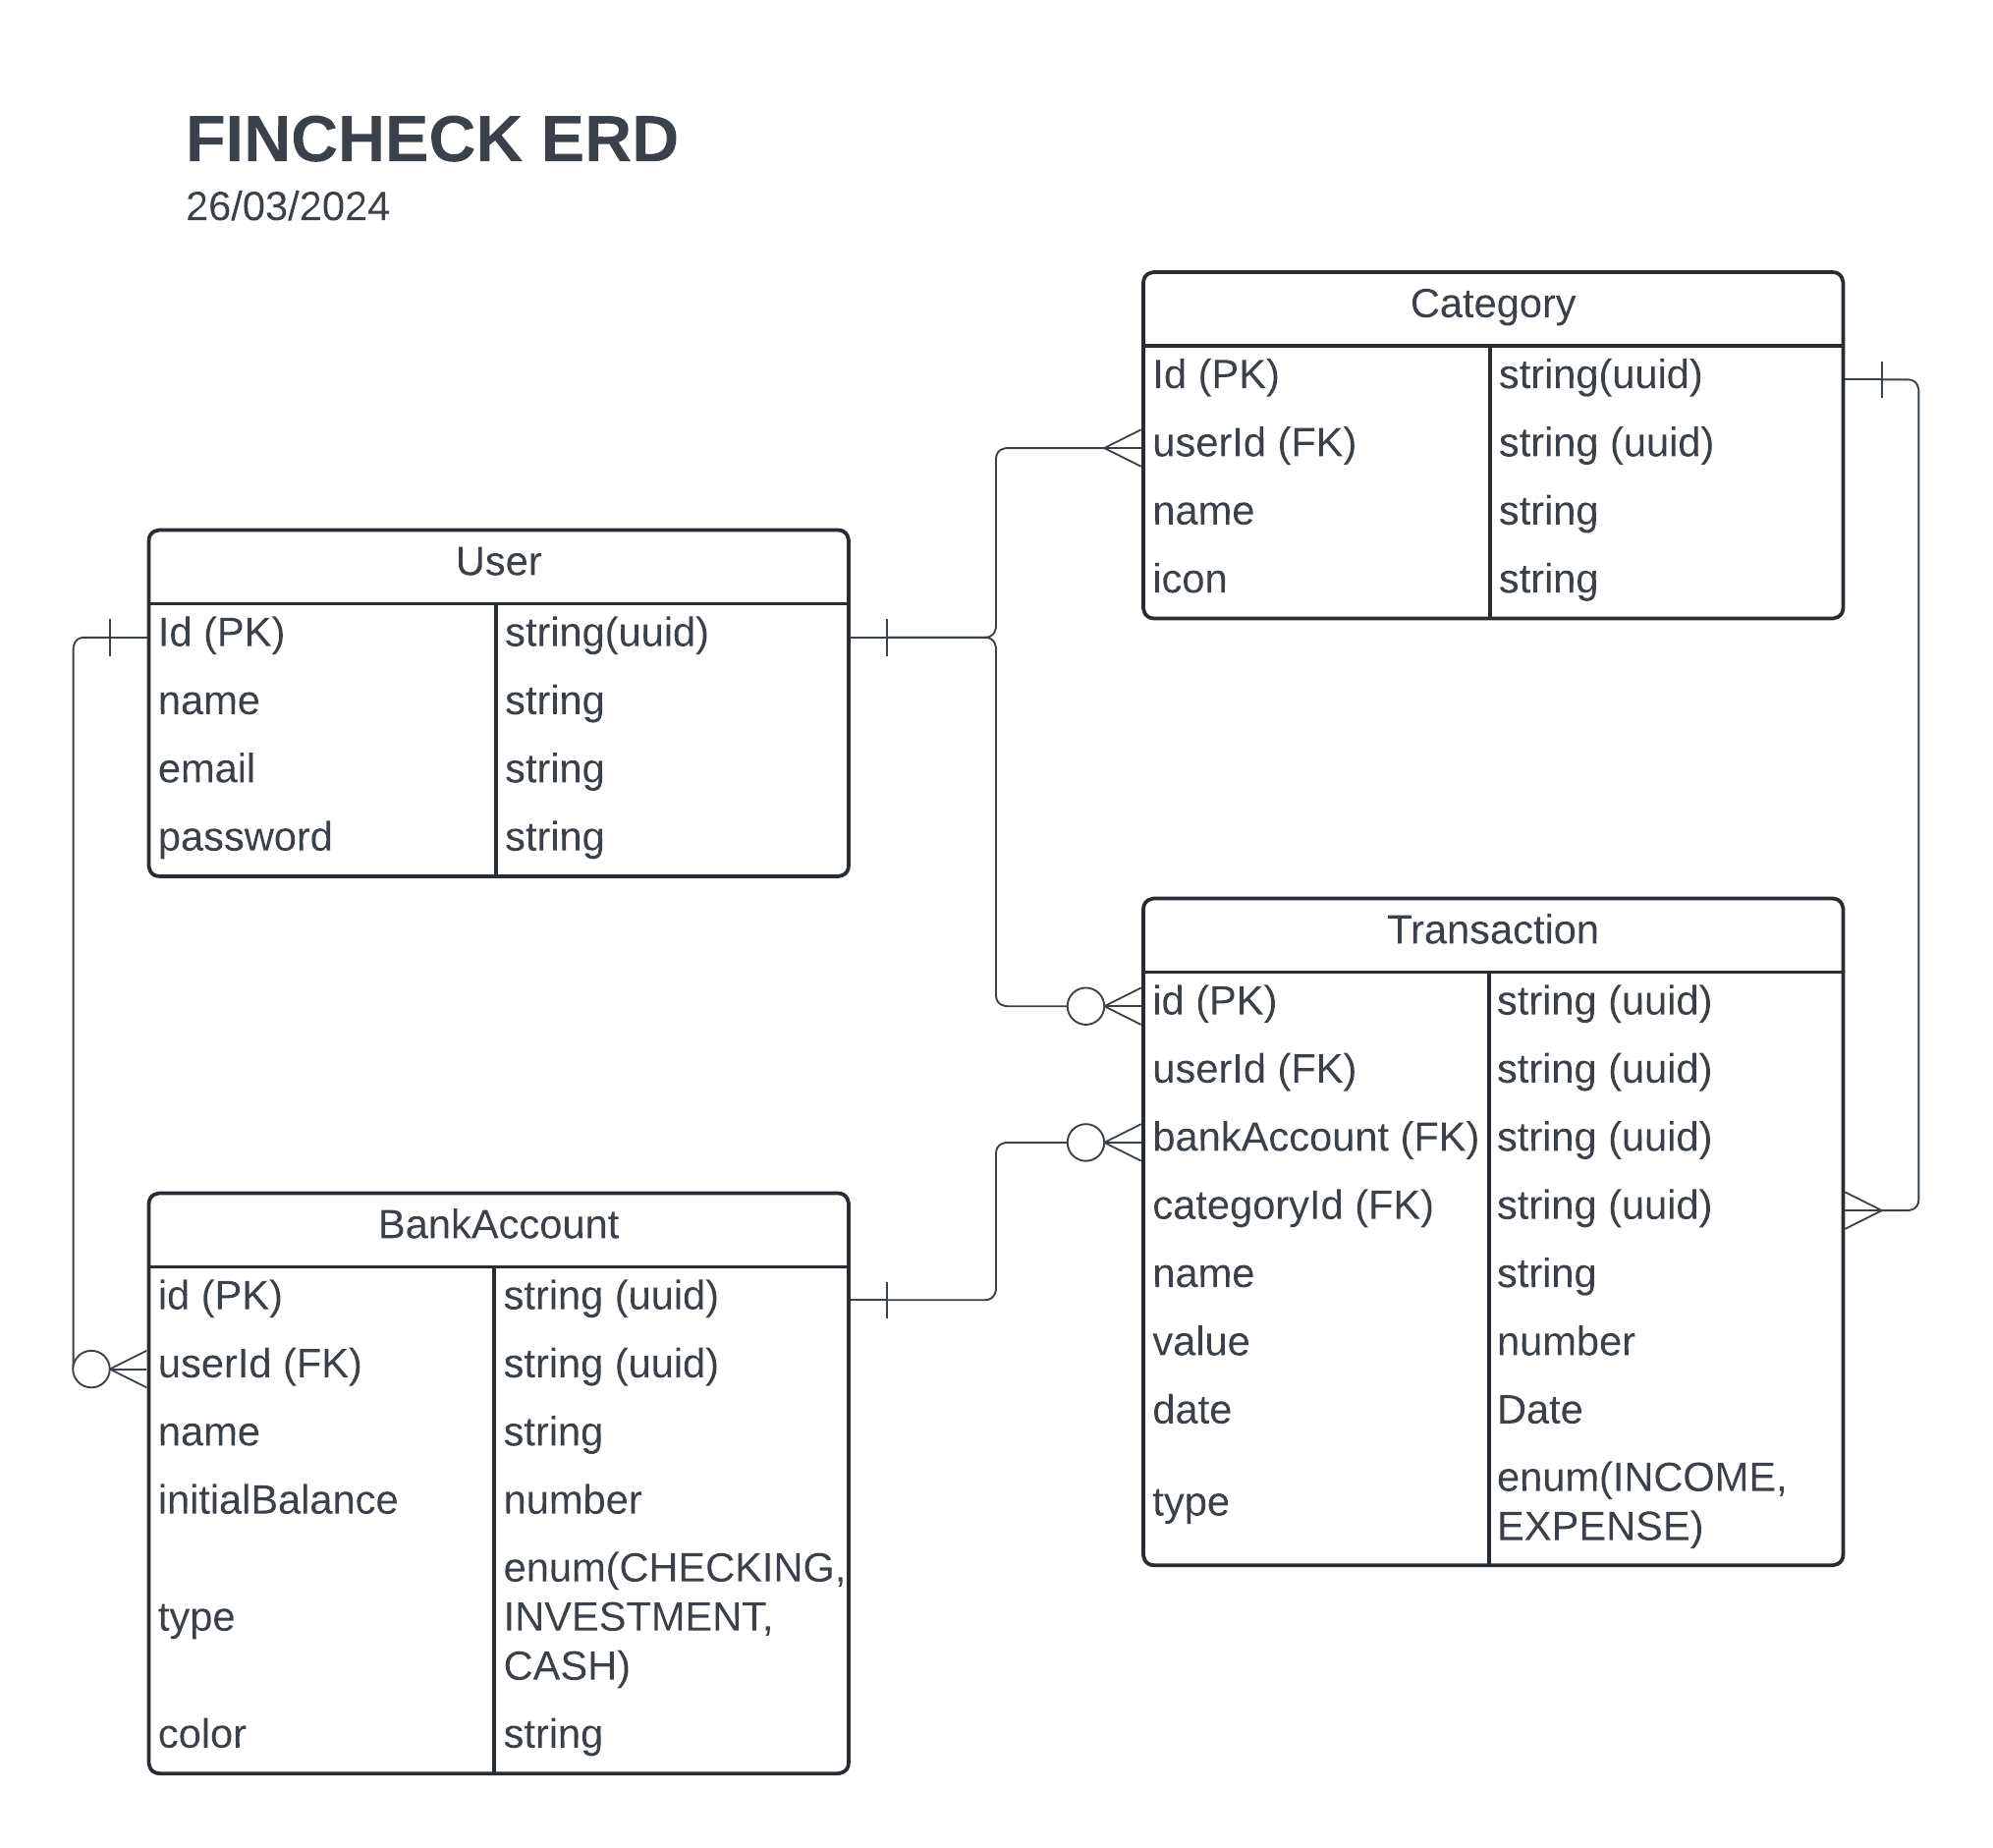 FINCHECK ERD
26/03/2024
Category
Id (PK) string(uuid)
userId (FK) string (uuid)
name string
icon string
User
Id (PK) string(uuid)
name string
email string
password string
Transaction
id (PK) string (uuid)
userId (FK) string (uuid)
bankAccount (FK) string (uuid)
categoryId (FK) string (uuid)
name string
value number
date Date
type enum(INCOME,
EXPENSE)
BankAccount
id (PK) string (uuid)
userId (FK) string (uuid)
name string
initialBalance number
type enum(CHECKING,
INVESTMENT,
CASH)
color string